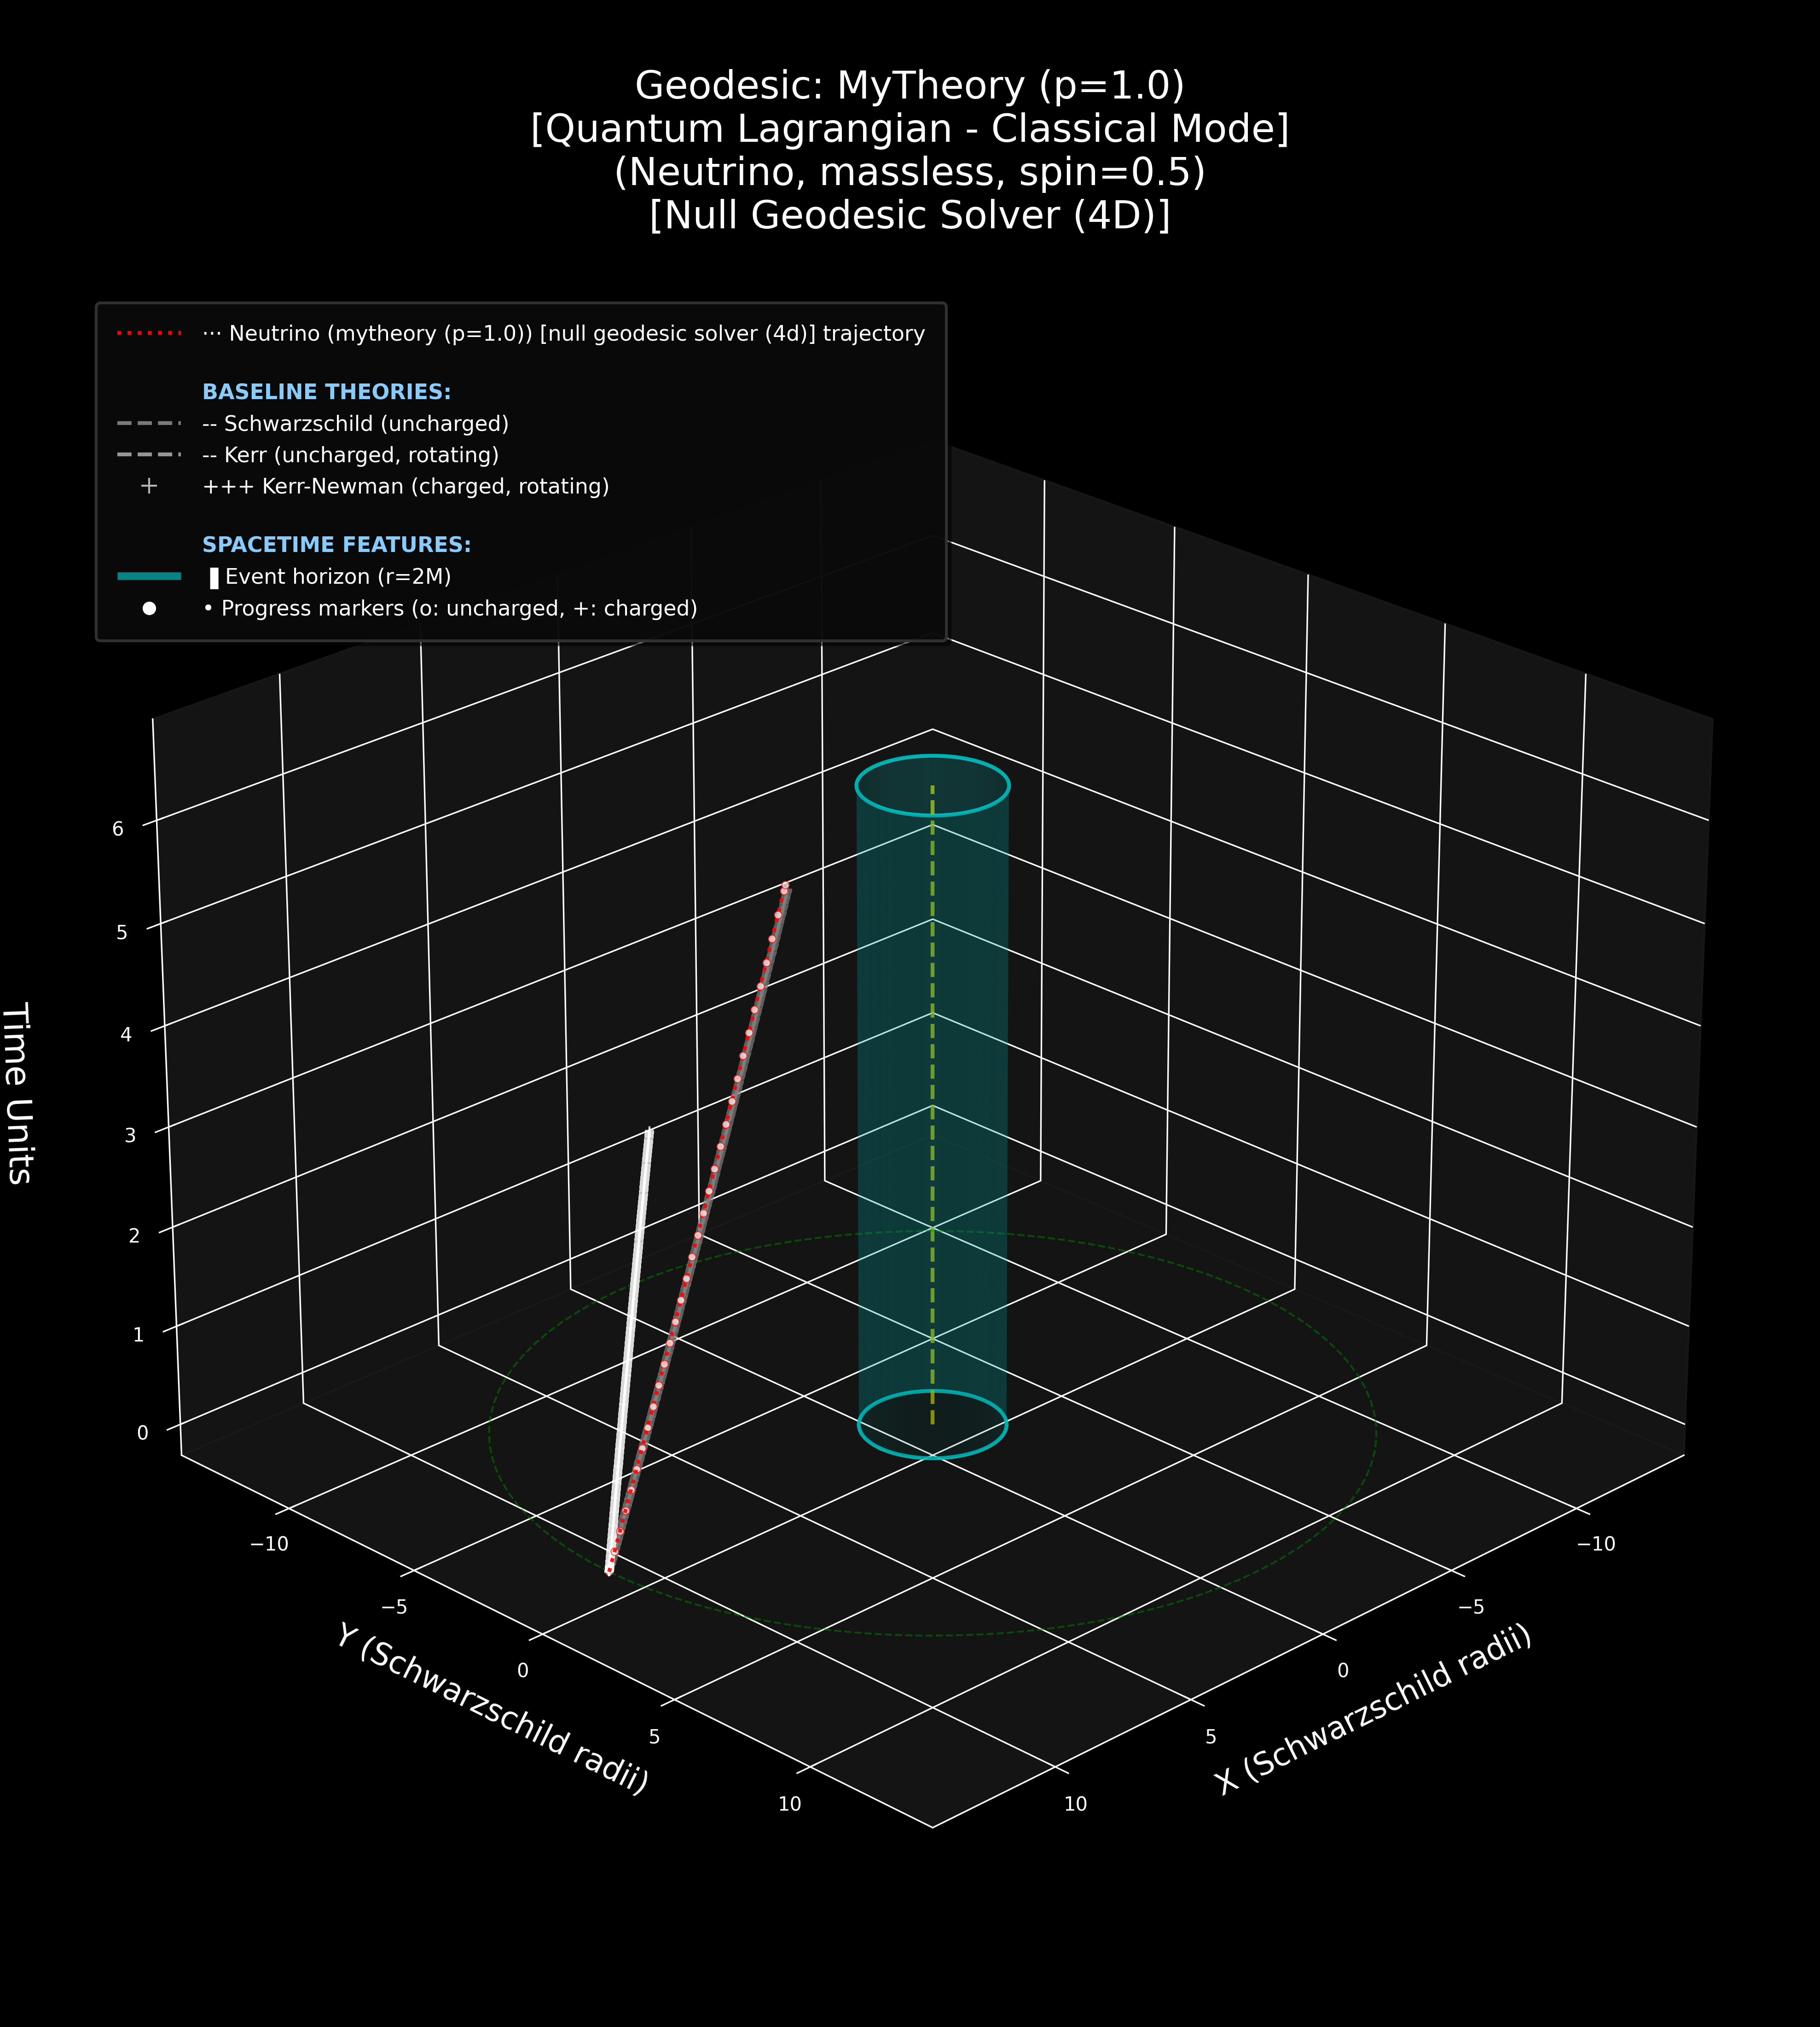 Geodesic: MyTheory (p=1.0)
[Quantum Lagrangian - Classical Mode]
(Neutrino, massless, spin=0.5)
[Null Geodesic Solver (4D)]
··· Neutrino (mytheory (p=1.0)) [null geodesic solver (4d)] trajectory
BASELINE THEORIES:
-- Schwarzschild (uncharged)
-- Kerr (uncharged, rotating)
+++ Kerr-Newman (charged, rotating)
SPACETIME FEATURES:
▐ Event horizon (r=2M)
• Progress markers (o: uncharged, +: charged)
6
5
4
3
2
1
0
Time Units
−10
−5
0
5
10
Y (Schwarzschild radii)
−10
−5
0
5
10
X (Schwarzschild radii)